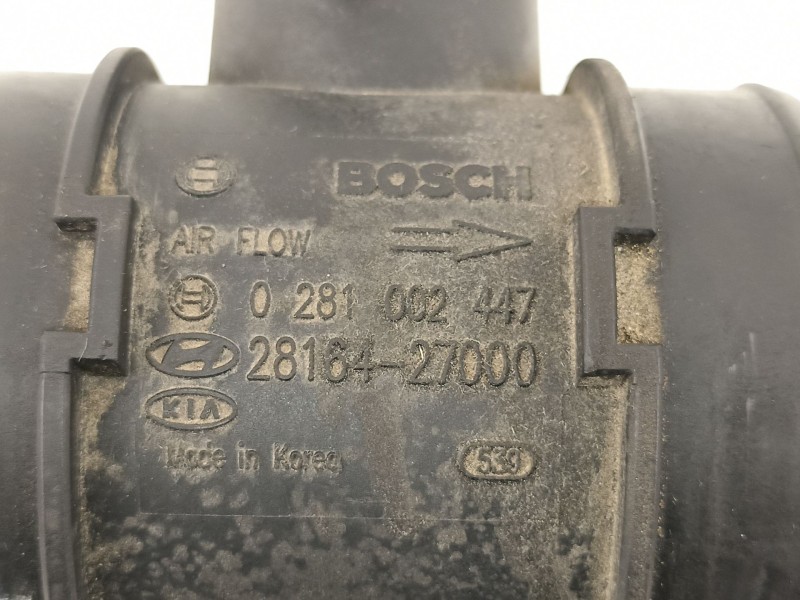 BOSCH
AIR FLOW
0 281 002 447
28164-27000
KIA
Made in Korea 539